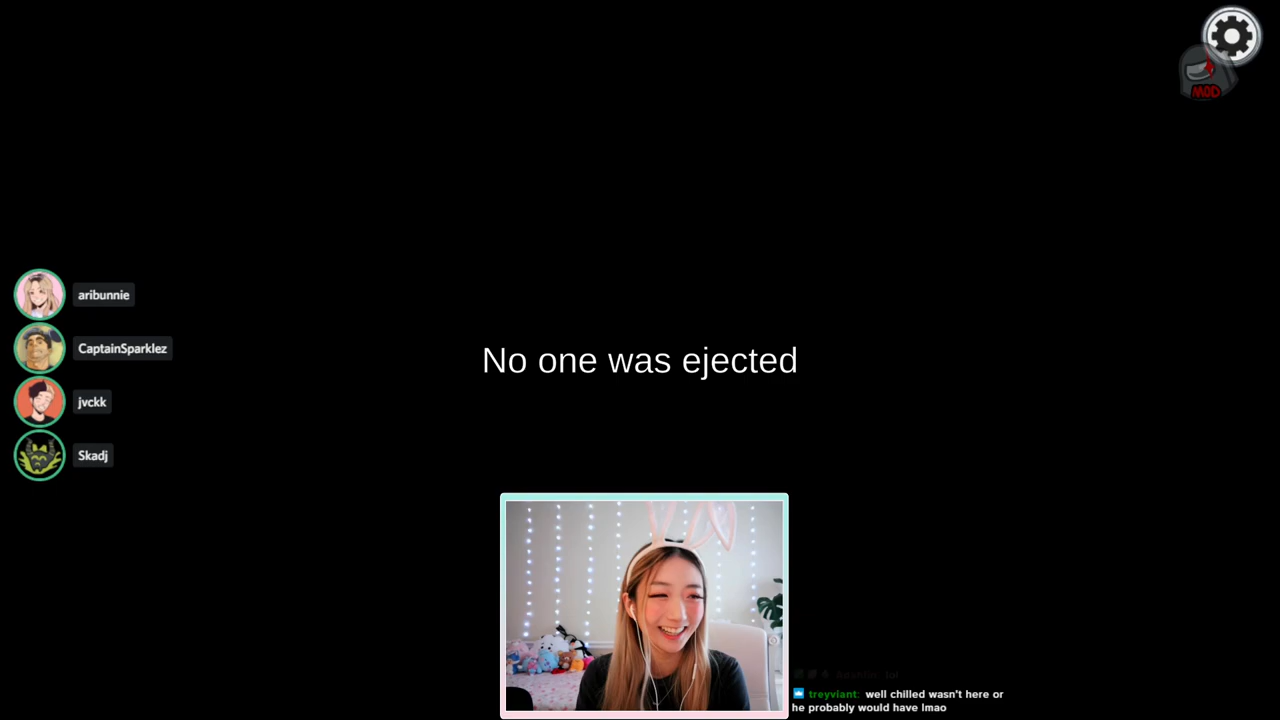 MOD
aribunnie
CaptainSparklez
No one was ejected
jvckk
Skadj
lol
treyviant: well chilled wasn't here or
he probably would have lmao